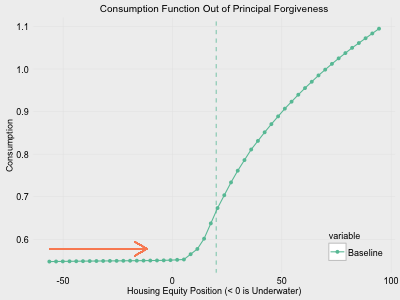 Consumption Function Out of Principal Forgiveness
1.1
1.0
0.9
0.8
0.7
0.6
Consumption
variable
Baseline
-50 0 50 100
Housing Equity Position (< 0 is Underwater)